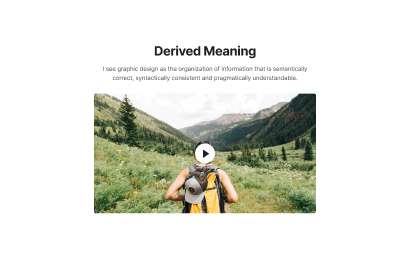 Derived Meaning
I see graphic design as the organization of information that is semantically
correct, syntactically consistent and pragmatically understandable.